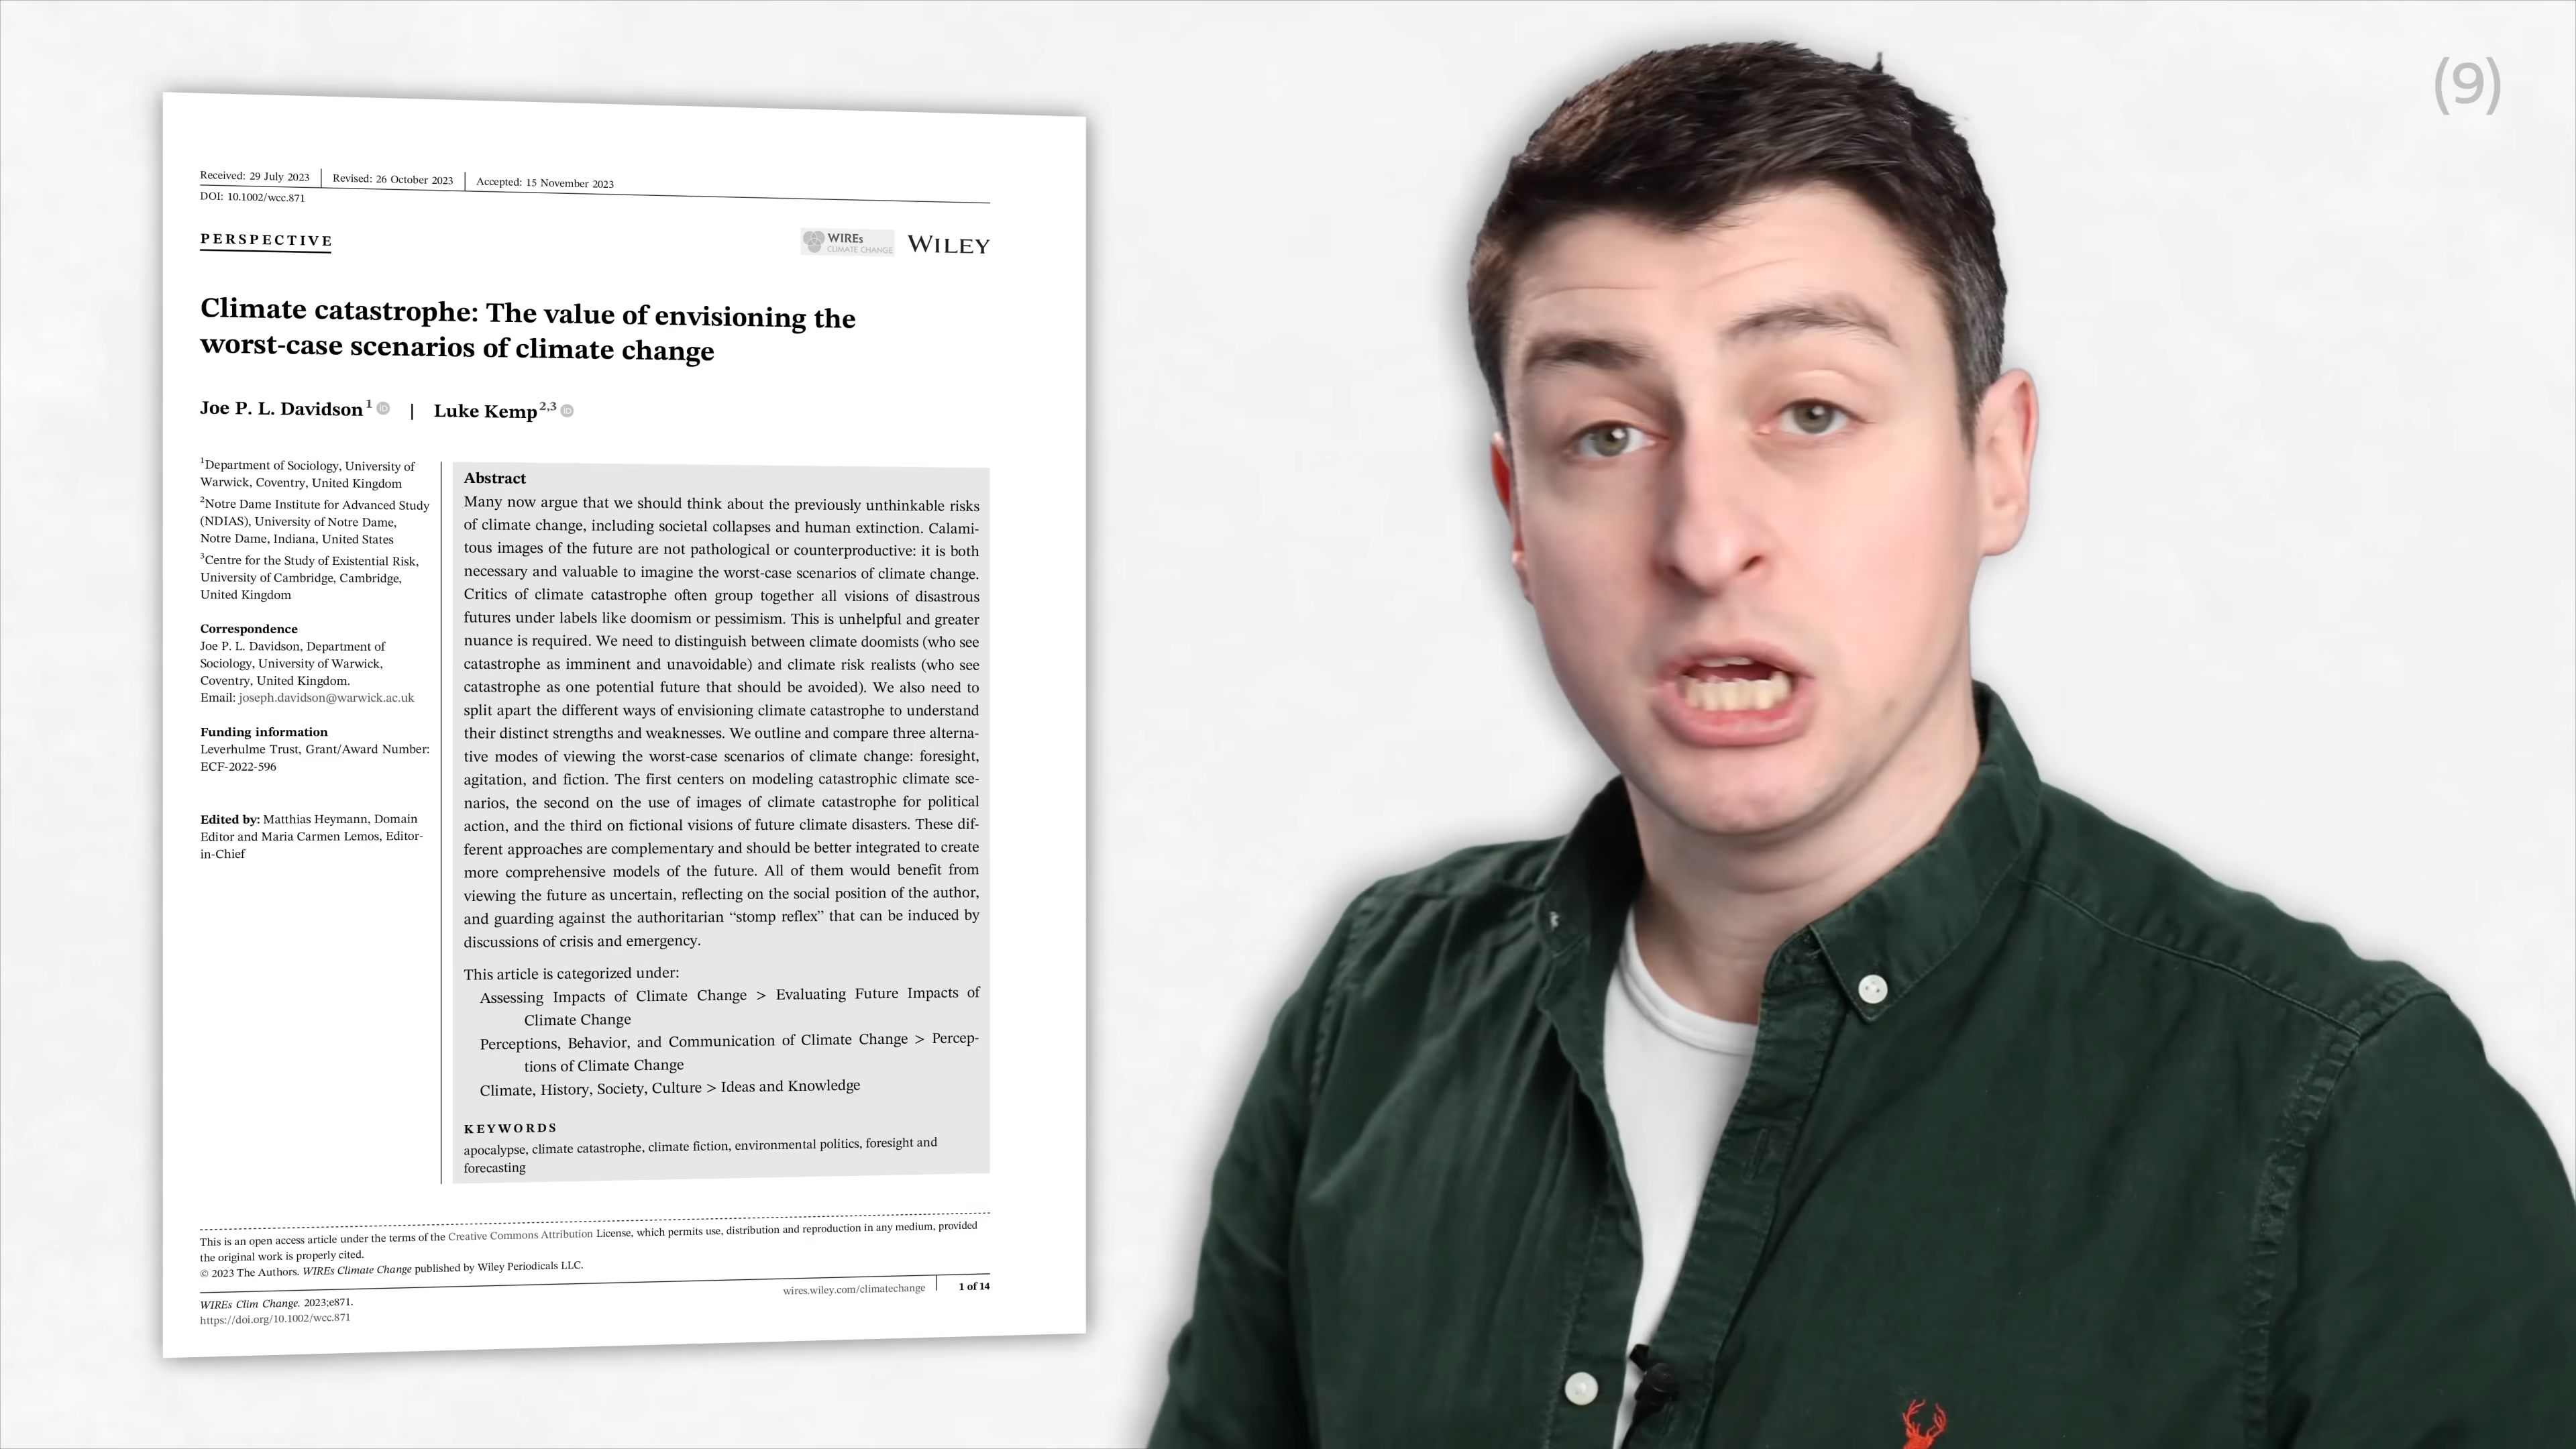 (9)
Received: 29 July 2023 | Revised: 26 October 2023 | Accepted: 15 November 2023
DOI: 10.1002/wcc.871
PERSPECTIVE
WIREs
CLIMATE CHANGE
WILEY
Climate catastrophe: The value of envisioning the
worst-case scenarios of climate change
Joe P. L. Davidson1 iD | Luke Kemp2,3 iD
1Department of Sociology, University of
Warwick, Coventry, United Kingdom
2Notre Dame Institute for Advanced Study
(NDIAS), University of Notre Dame,
Notre Dame, Indiana, United States
3Centre for the Study of Existential Risk,
University of Cambridge, Cambridge,
United Kingdom
Correspondence
Joe P. L. Davidson, Department of
Sociology, University of Warwick,
Coventry, United Kingdom.
Email: joseph.davidson@warwick.ac.uk
Funding information
Leverhulme Trust, Grant/Award Number:
ECF-2022-596
Edited by: Matthias Heymann, Domain
Editor and Maria Carmen Lemos, Editor-
in-Chief
Abstract
Many now argue that we should think about the previously unthinkable risks
of climate change, including societal collapses and human extinction. Calami-
tous images of the future are not pathological or counterproductive: it is both
necessary and valuable to imagine the worst-case scenarios of climate change.
Critics of climate catastrophe often group together all visions of disastrous
futures under labels like doomism or pessimism. This is unhelpful and greater
nuance is required. We need to distinguish between climate doomists (who see
catastrophe as imminent and unavoidable) and climate risk realists (who see
catastrophe as one potential future that should be avoided). We also need to
split apart the different ways of envisioning climate catastrophe to understand
their distinct strengths and weaknesses. We outline and compare three alterna-
tive modes of viewing the worst-case scenarios of climate change: foresight,
agitation, and fiction. The first centers on modeling catastrophic climate sce-
narios, the second on the use of images of climate catastrophe for political
action, and the third on fictional visions of future climate disasters. These dif-
ferent approaches are complementary and should be better integrated to create
more comprehensive models of the future. All of them would benefit from
viewing the future as uncertain, reflecting on the social position of the author,
and guarding against the authoritarian “stomp reflex” that can be induced by
discussions of crisis and emergency.
This article is categorized under:
Assessing Impacts of Climate Change > Evaluating Future Impacts of
Climate Change
Perceptions, Behavior, and Communication of Climate Change > Percep-
tions of Climate Change
Climate, History, Society, Culture > Ideas and Knowledge
KEYWORDS
apocalypse, climate catastrophe, climate fiction, environmental politics, foresight and
forecasting
This is an open access article under the terms of the Creative Commons Attribution License, which permits use, distribution and reproduction in any medium, provided
the original work is properly cited.
© 2023 The Authors. WIREs Climate Change published by Wiley Periodicals LLC.
WIREs Clim Change. 2023;e871.
https://doi.org/10.1002/wcc.871
wires.wiley.com/climatechange | 1 of 14